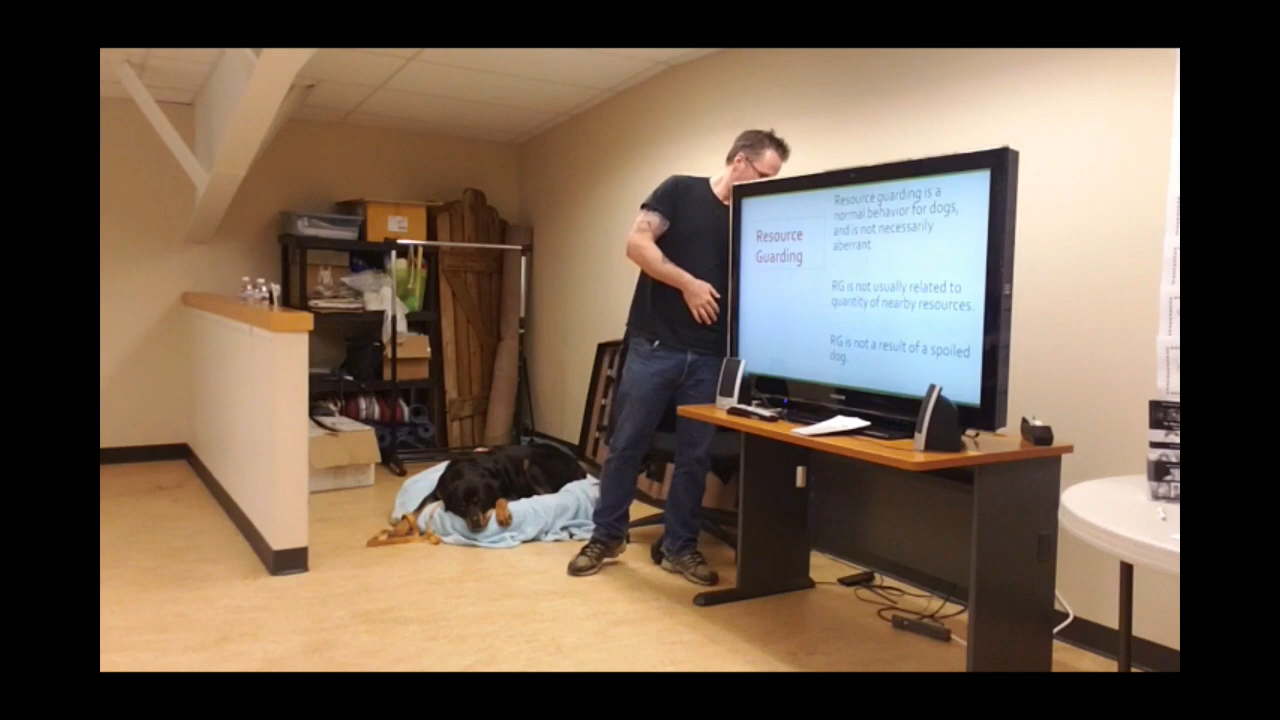 Resource
Guarding
Resource guarding is a
normal behavior for dogs,
and is not necessarily
aberrant.
RG is not usually related to
quantity of nearby resources.
RG is not a result of a spoiled
dog.